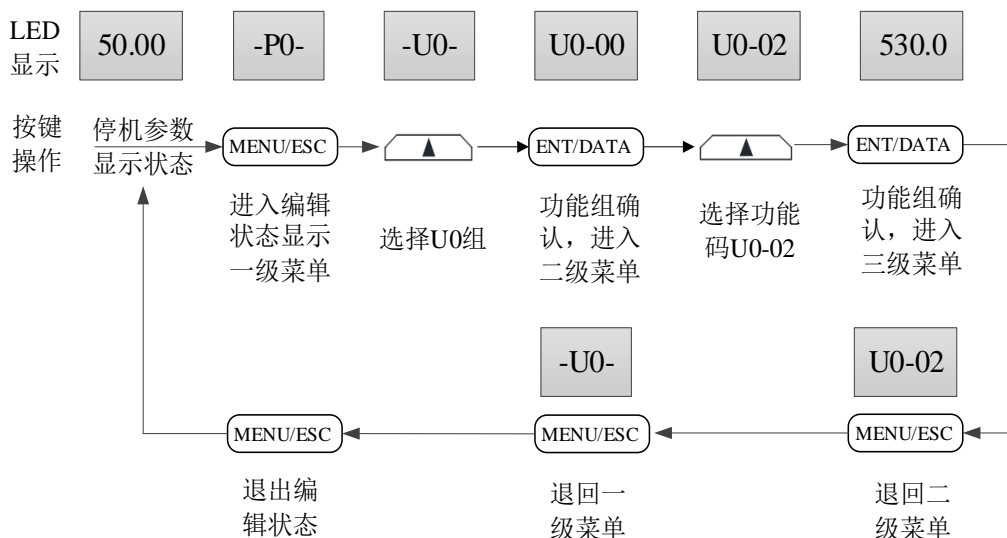 LED
显示
50.00
-P0-
-U0-
U0-00
U0-02
530.0
按键
操作
停机参数
显示状态
MENU/ESC
ENT/DATA
ENT/DATA
进入编辑
状态显示
一级菜单
选择U0组
功能组确
认，进入
二级菜单
选择功能
码U0-02
功能组确
认，进入
三级菜单
-U0-
U0-02
MENU/ESC
MENU/ESC
MENU/ESC
退出编
辑状态
退回一
级菜单
退回二
级菜单